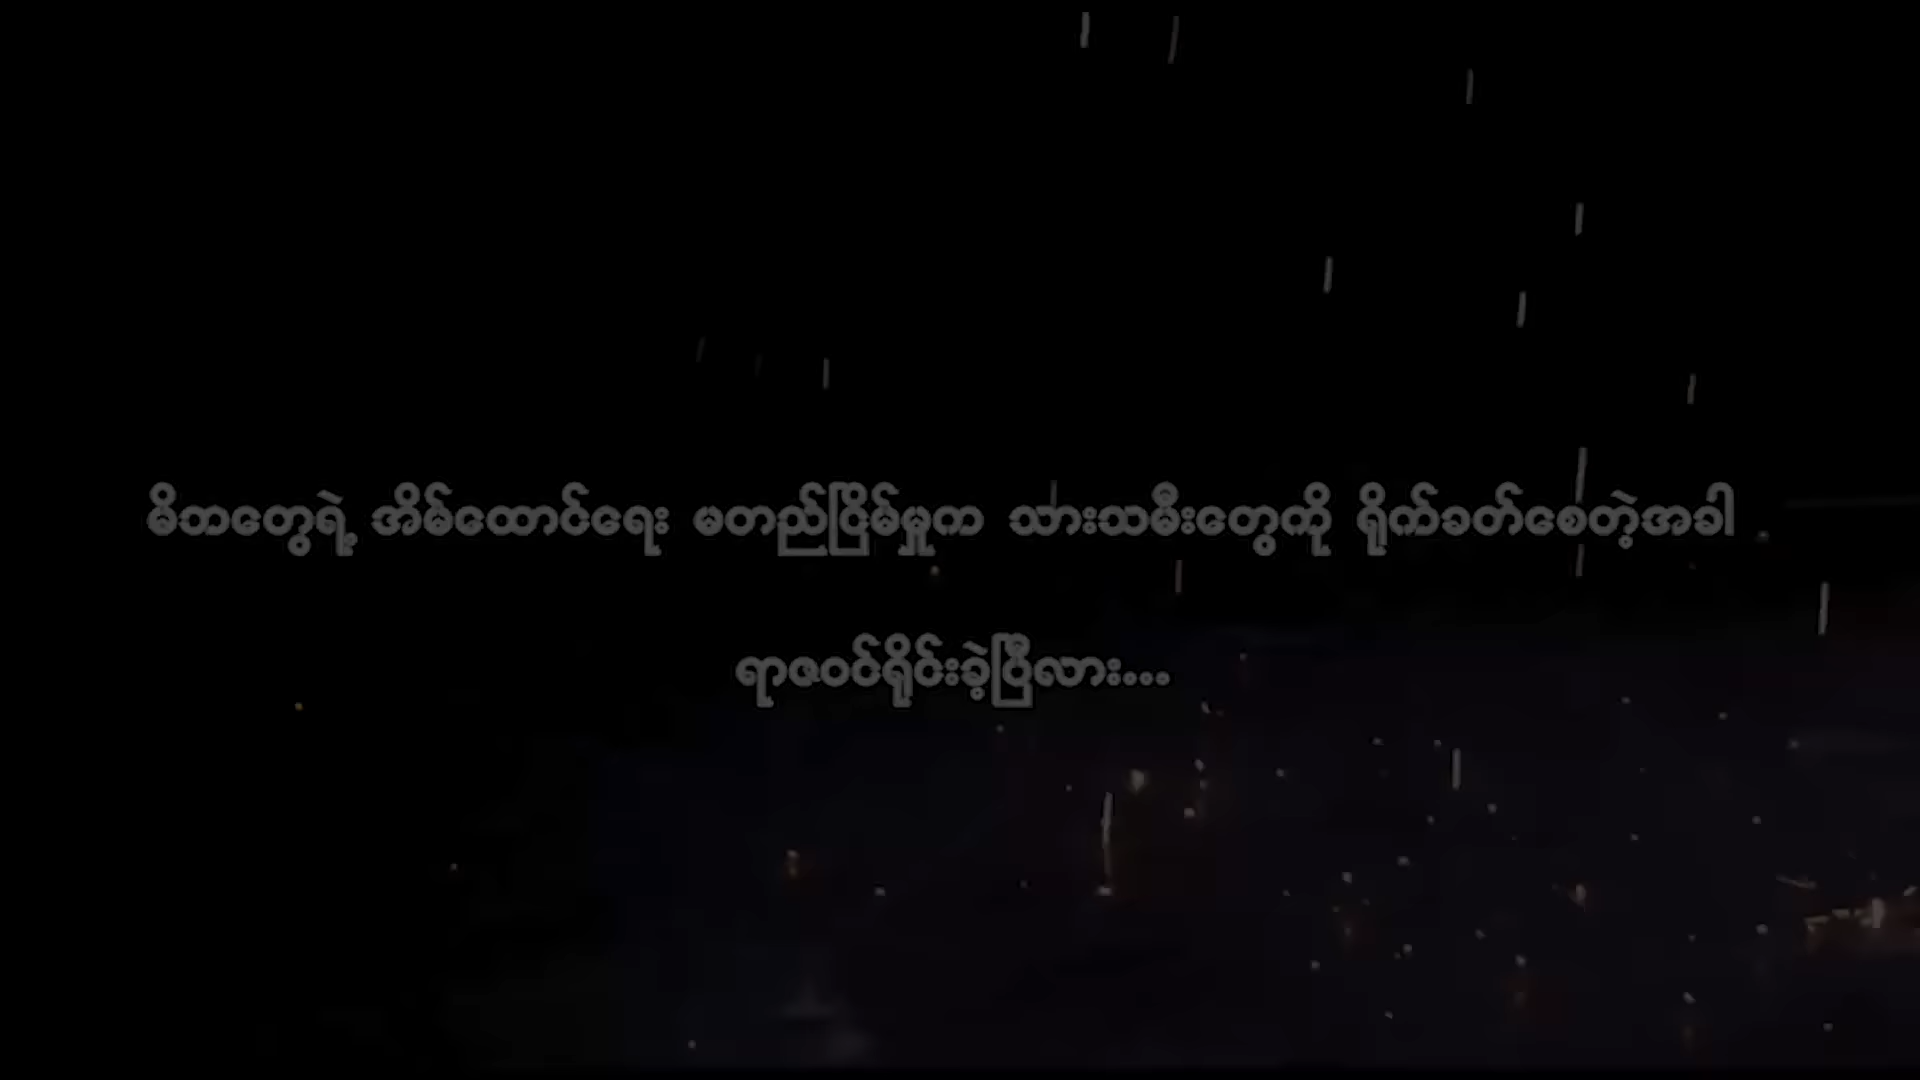 မိဘတွေရဲ့ အိမ်ထောင်ရေး မတည်ငြိမ်မှုက သားသမီးတွေကို ရိုက်ခတ်စေတဲ့အခါ
ရာဇဝင်ရိုင်းခဲ့ပြီလား...